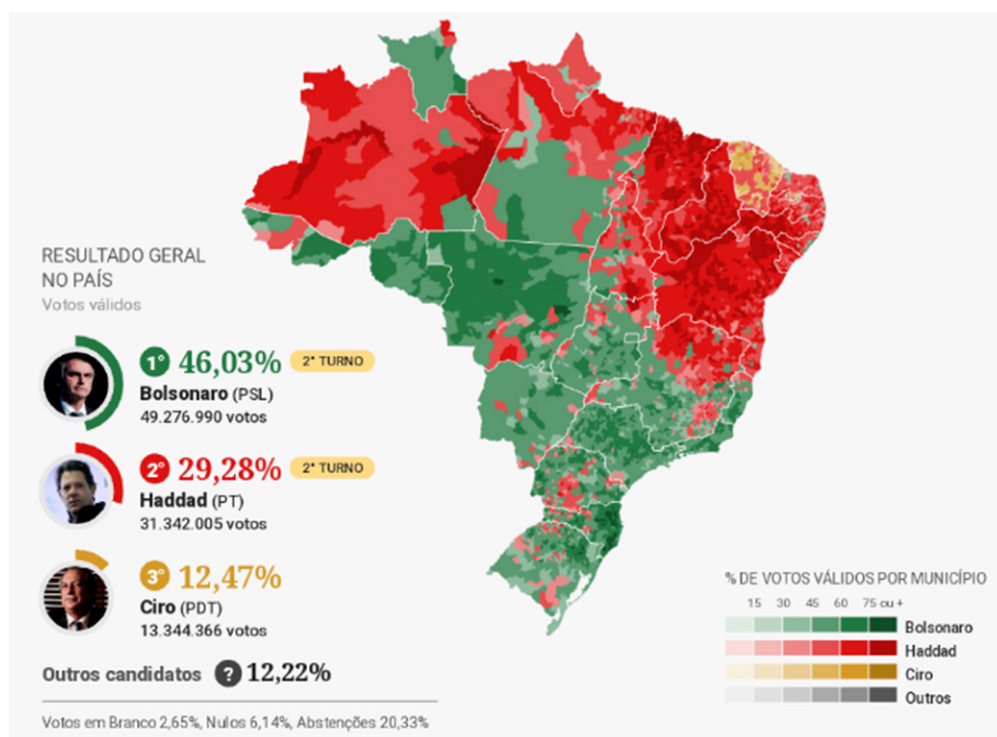 RESULTADO GERAL
NO PAÍS
Votos válidos
1° 46,03% 2° TURNO
Bolsonaro (PSL)
49.276.990 votos
2° 29,28% 2° TURNO
Haddad (PT)
31.342.005 votos
3° 12,47%
Ciro (PDT)
13.344.366 votos
Outros candidatos ? 12,22%
Votos em Branco 2,65%, Nulos 6,14%, Abstenções 20,33%
% DE VOTOS VÁLIDOS POR MUNICÍPIO
15 30 45 60 75 ou +
Bolsonaro
Haddad
Ciro
Outros